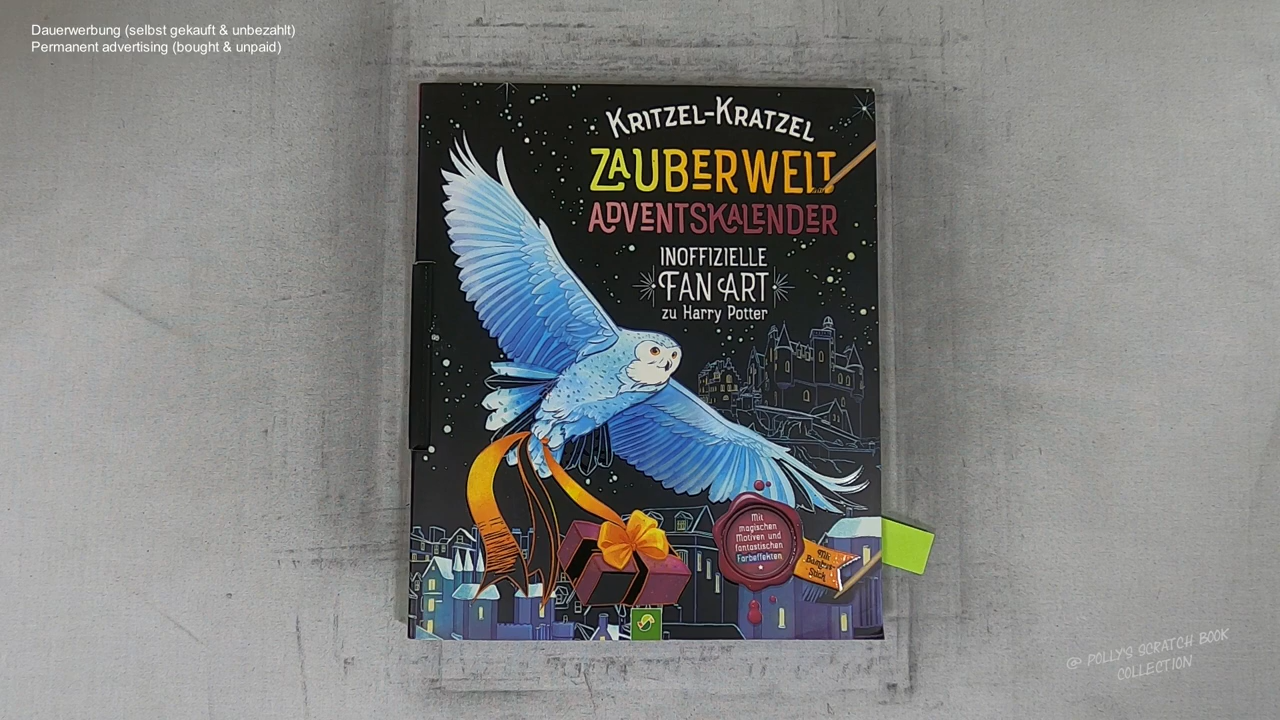 Dauerwerbung (selbst gekauft & unbezahlt)
Permanent advertising (bought & unpaid)
KRITZEL-KRATZEL
ZAUBERWELT
ADVENTSKALENDER
INOFFIZIELLE
FAN ART
zu Harry Potter
Mit
magischen
Motiven und
fantastischen
Farbeffekten
Mit
Bambus-
Stick
@ POLLY'S SCRATCH BOOK
COLLECTION